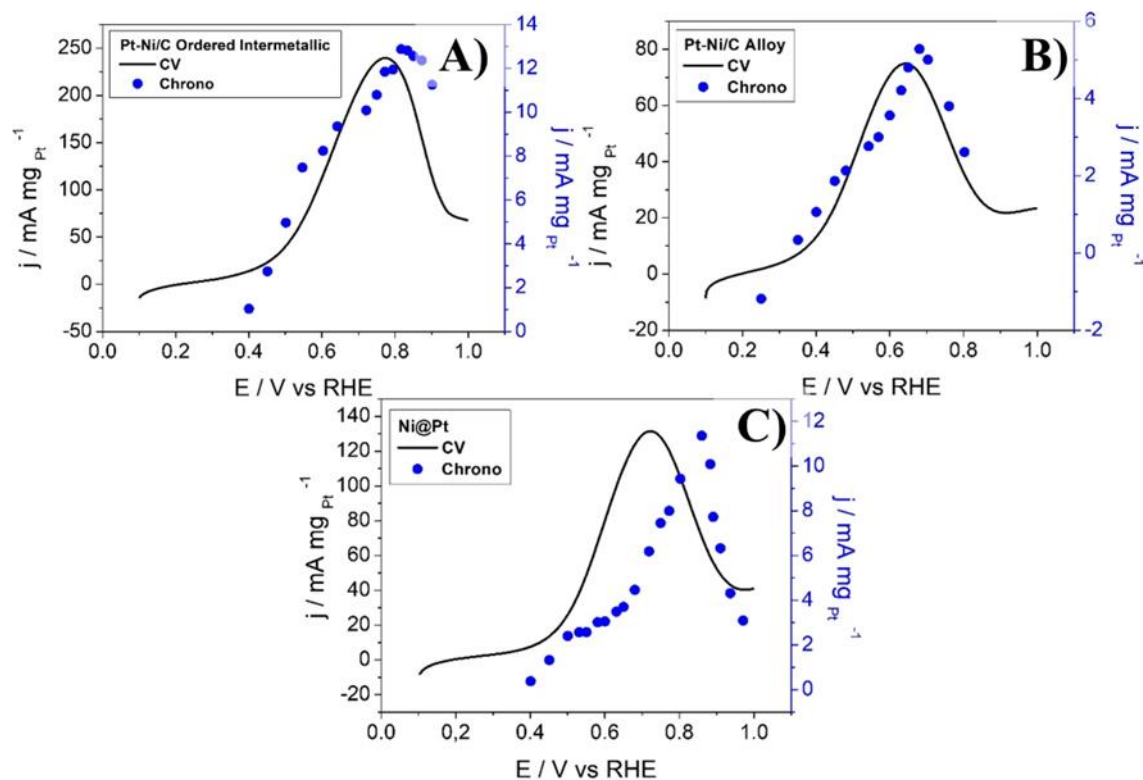 A)
Pt-Ni/C Ordered Intermetallic
CV
Chrono
j / mA mg Pt -1
250
200
150
100
50
0
-50
0.0 0.2 0.4 0.6 0.8 1.0
E / V vs RHE
14
12
10
8
6
4
2
0
j / mA mg Pt -1
B)
Pt-Ni/C Alloy
CV
Chrono
j / mA mg Pt -1
80
60
40
20
0
-20
0.0 0.2 0.4 0.6 0.8 1.0
E / V vs RHE
6
4
2
0
-2
j / mA mg Pt -1
C)
Ni@Pt
CV
Chrono
j / mA mg Pt -1
140
120
100
80
60
40
20
0
-20
0.0 0,2 0.4 0.6 0.8 1.0
E / V vs RHE
12
10
8
6
4
2
0
j / mA mg Pt -1